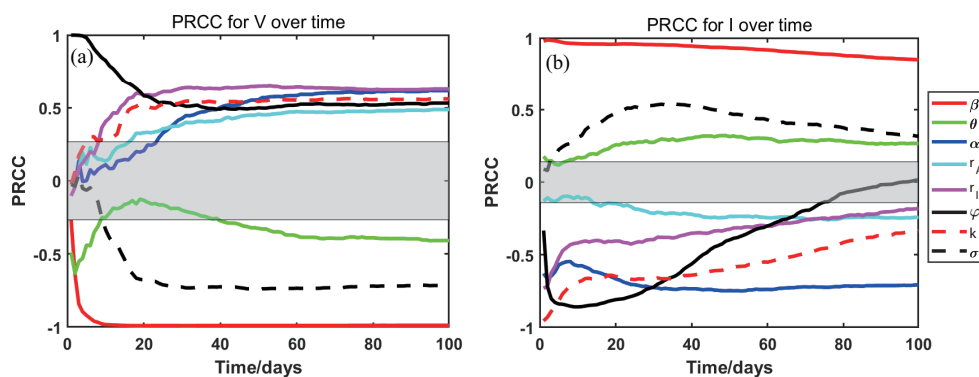 PRCC for V over time
(a)
PRCC
1
0.5
0
-0.5
-1
0 20 40 60 80 100
Time/days
PRCC for I over time
(b)
PRCC
1
0.5
0
-0.5
-1
0 20 40 60 80 100
Time/days
β
θ
α
r_A
r_I
φ
k
σ